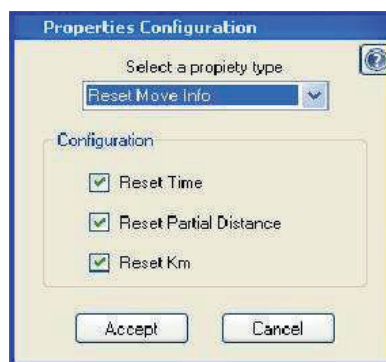 Properties Configuration
Select a propiety type
Reset Move Info
Configuration
Reset Time
Reset Partial Distance
Reset Km
Accept
Cancel